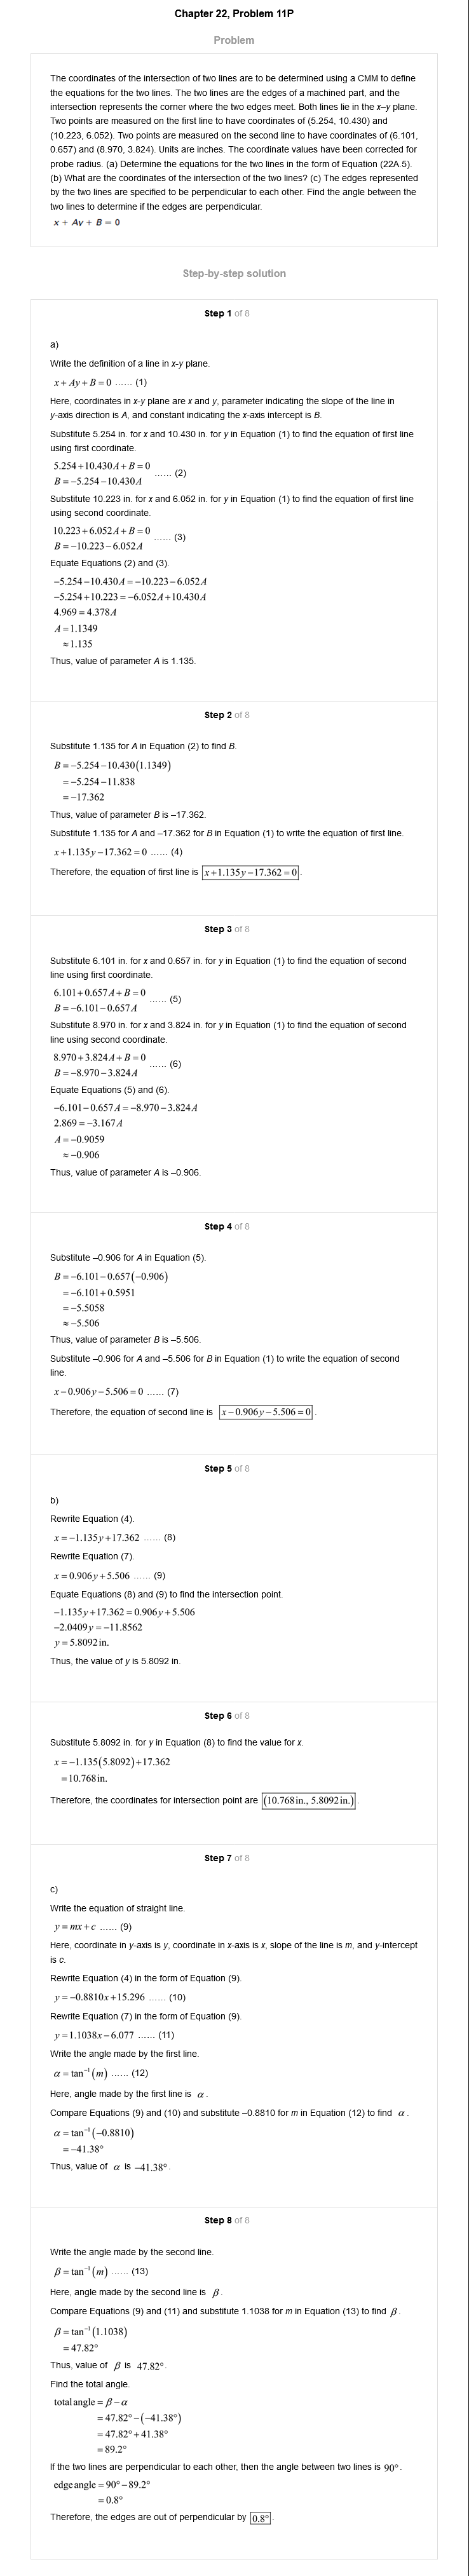 Chapter 22, Problem 11P
Problem
The coordinates of the intersection of two lines are to be determined using a CMM to define
the equations for the two lines. The two lines are the edges of a machined part, and the
intersection represents the corner where the two edges meet. Both lines lie in the x–y plane.
Two points are measured on the first line to have coordinates of (5.254, 10.430) and
(10.223, 6.052). Two points are measured on the second line to have coordinates of (6.101,
0.657) and (8.970, 3.824). Units are inches. The coordinate values have been corrected for
probe radius. (a) Determine the equations for the two lines in the form of Equation (22A.5).
(b) What are the coordinates of the intersection of the two lines? (c) The edges represented
by the two lines are specified to be perpendicular to each other. Find the angle between the
two lines to determine if the edges are perpendicular.
x + Ay + B = 0
Step-by-step solution
Step 1 of 8
a)
Write the definition of a line in x-y plane.
x + Ay + B = 0 …… (1)
Here, coordinates in x-y plane are x and y, parameter indicating the slope of the line in
y-axis direction is A, and constant indicating the x-axis intercept is B.
Substitute 5.254 in. for x and 10.430 in. for y in Equation (1) to find the equation of first line
using first coordinate.
5.254 + 10.430A + B = 0
B = −5.254 − 10.430A …… (2)
Substitute 10.223 in. for x and 6.052 in. for y in Equation (1) to find the equation of first line
using second coordinate.
10.223 + 6.052A + B = 0
B = −10.223 − 6.052A …… (3)
Equate Equations (2) and (3).
−5.254 − 10.430A = −10.223 − 6.052A
−5.254 + 10.223 = −6.052A + 10.430A
4.969 = 4.378A
A = 1.1349
≈ 1.135
Thus, value of parameter A is 1.135.
Step 2 of 8
Substitute 1.135 for A in Equation (2) to find B.
B = −5.254 − 10.430(1.1349)
= −5.254 − 11.838
= −17.362
Thus, value of parameter B is –17.362.
Substitute 1.135 for A and –17.362 for B in Equation (1) to write the equation of first line.
x + 1.135y − 17.362 = 0 …… (4)
Therefore, the equation of first line is x + 1.135y − 17.362 = 0.
Step 3 of 8
Substitute 6.101 in. for x and 0.657 in. for y in Equation (1) to find the equation of second
line using first coordinate.
6.101 + 0.657A + B = 0
B = −6.101 − 0.657A …… (5)
Substitute 8.970 in. for x and 3.824 in. for y in Equation (1) to find the equation of second
line using second coordinate.
8.970 + 3.824A + B = 0
B = −8.970 − 3.824A …… (6)
Equate Equations (5) and (6).
−6.101 − 0.657A = −8.970 − 3.824A
2.869 = −3.167A
A = −0.9059
≈ −0.906
Thus, value of parameter A is –0.906.
Step 4 of 8
Substitute –0.906 for A in Equation (5).
B = −6.101 − 0.657(−0.906)
= −6.101 + 0.5951
= −5.5058
≈ −5.506
Thus, value of parameter B is –5.506.
Substitute –0.906 for A and –5.506 for B in Equation (1) to write the equation of second
line.
x − 0.906y − 5.506 = 0 …… (7)
Therefore, the equation of second line is x − 0.906y − 5.506 = 0.
Step 5 of 8
b)
Rewrite Equation (4).
x = −1.135y + 17.362 …… (8)
Rewrite Equation (7).
x = 0.906y + 5.506 …… (9)
Equate Equations (8) and (9) to find the intersection point.
−1.135y + 17.362 = 0.906y + 5.506
−2.0409y = −11.8562
y = 5.8092 in.
Thus, the value of y is 5.8092 in.
Step 6 of 8
Substitute 5.8092 in. for y in Equation (8) to find the value for x.
x = −1.135(5.8092) + 17.362
= 10.768 in.
Therefore, the coordinates for intersection point are (10.768 in., 5.8092 in.).
Step 7 of 8
c)
Write the equation of straight line.
y = mx + c …… (9)
Here, coordinate in y-axis is y, coordinate in x-axis is x, slope of the line is m, and y-intercept
is c.
Rewrite Equation (4) in the form of Equation (9).
y = −0.8810x + 15.296 …… (10)
Rewrite Equation (7) in the form of Equation (9).
y = 1.1038x − 6.077 …… (11)
Write the angle made by the first line.
α = tan⁻¹(m) …… (12)
Here, angle made by the first line is α.
Compare Equations (9) and (10) and substitute –0.8810 for m in Equation (12) to find α.
α = tan⁻¹(−0.8810)
= −41.38°
Thus, value of α is −41.38°.
Step 8 of 8
Write the angle made by the second line.
β = tan⁻¹(m) …… (13)
Here, angle made by the second line is β.
Compare Equations (9) and (11) and substitute 1.1038 for m in Equation (13) to find β.
β = tan⁻¹(1.1038)
= 47.82°
Thus, value of β is 47.82°.
Find the total angle.
total angle = β − α
= 47.82° − (−41.38°)
= 47.82° + 41.38°
= 89.2°
If the two lines are perpendicular to each other, then the angle between two lines is 90°.
edge angle = 90° − 89.2°
= 0.8°
Therefore, the edges are out of perpendicular by 0.8°.